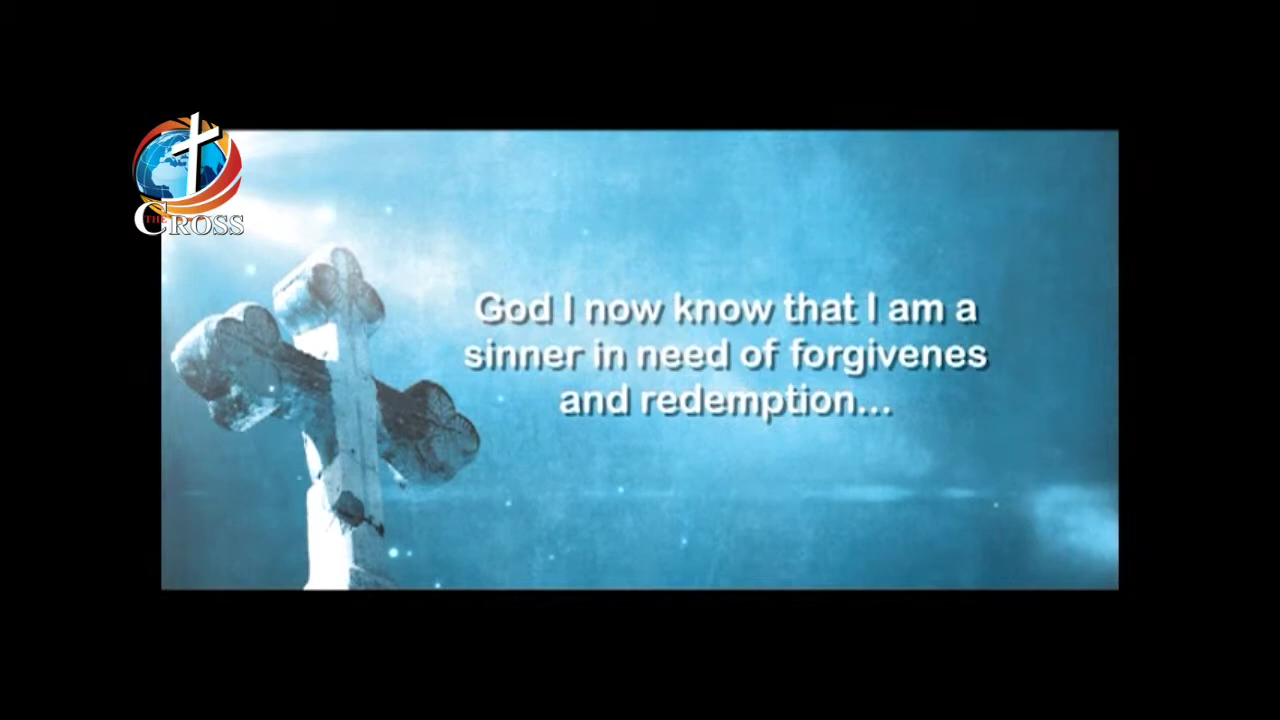 THE CROSS
God I now know that I am a
sinner in need of forgivenes
and redemption...